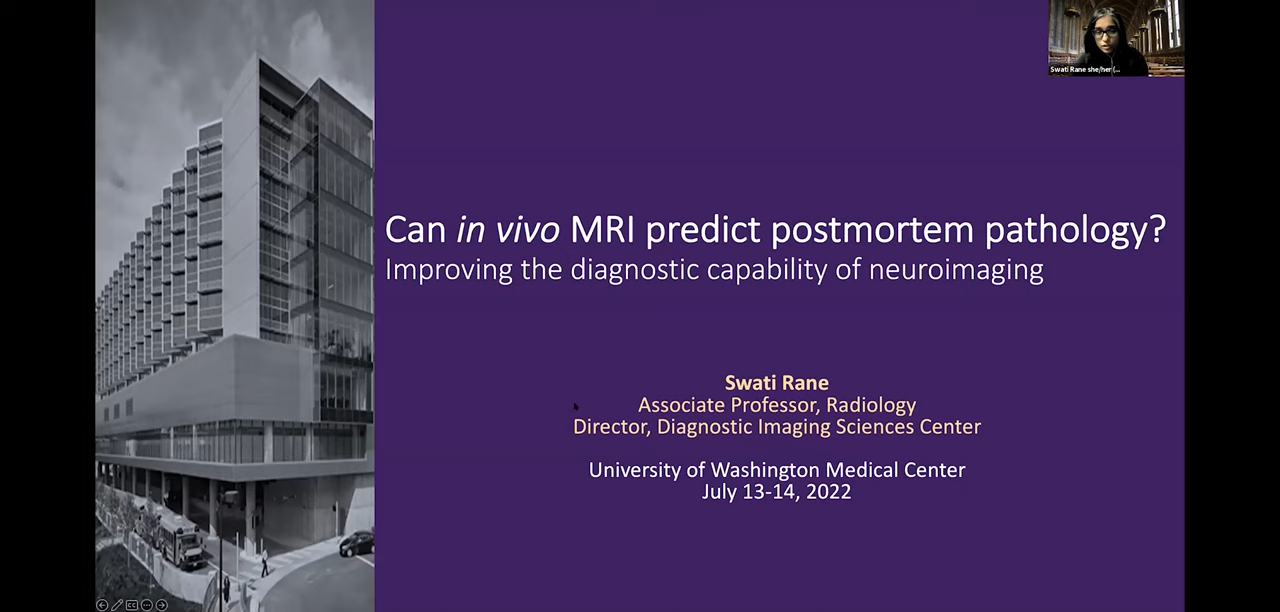 Swati Rane she/her (...
Can in vivo MRI predict postmortem pathology?
Improving the diagnostic capability of neuroimaging
Swati Rane
Associate Professor, Radiology
Director, Diagnostic Imaging Sciences Center
University of Washington Medical Center
July 13-14, 2022
CC